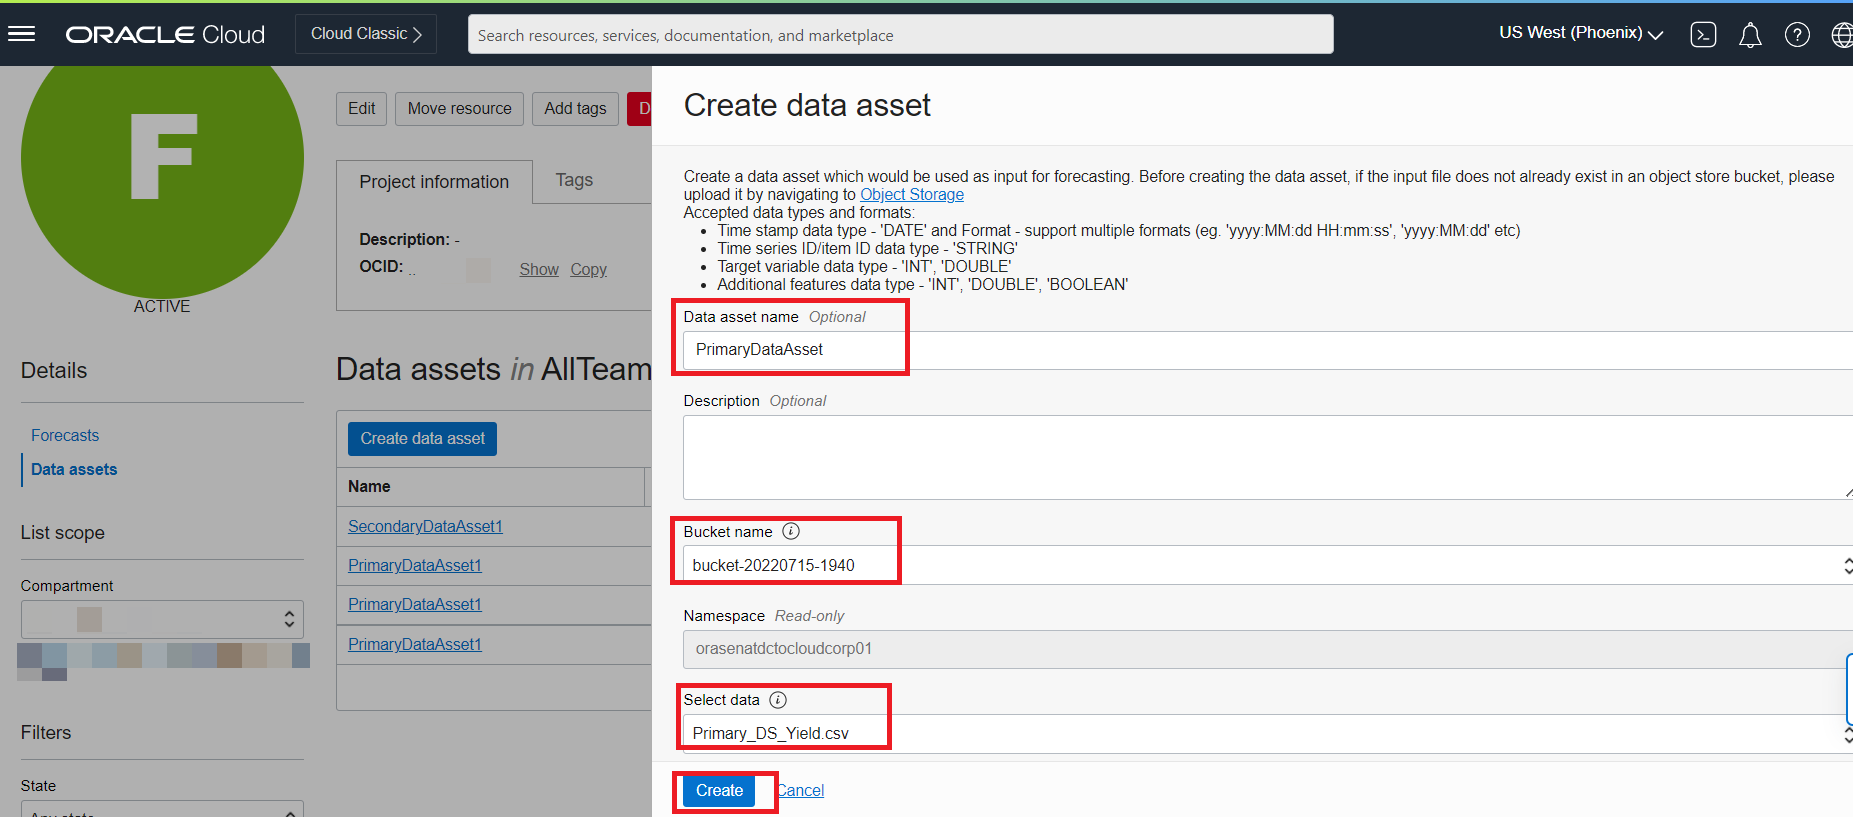 ORACLE Cloud
Cloud Classic
Search resources, services, documentation, and marketplace
US West (Phoenix)
F
ACTIVE
Edit
Move resource
Add tags
D
Project information
Tags
Description: -
OCID: ..
Show
Copy
Details
Forecasts
Data assets
List scope
Compartment
Filters
State
Any state
Data assets in AllTeam
Create data asset
Name
SecondaryDataAsset1
PrimaryDataAsset1
PrimaryDataAsset1
PrimaryDataAsset1
Create data asset
Create a data asset which would be used as input for forecasting. Before creating the data asset, if the input file does not already exist in an object store bucket, please
upload it by navigating to Object Storage
Accepted data types and formats:
• Time stamp data type - 'DATE' and Format - support multiple formats (eg. 'yyyy:MM:dd HH:mm:ss', 'yyyy:MM:dd' etc)
• Time series ID/item ID data type - 'STRING'
• Target variable data type - 'INT', 'DOUBLE'
• Additional features data type - 'INT', 'DOUBLE', 'BOOLEAN'
Data asset name Optional
PrimaryDataAsset
Description Optional
Bucket name
bucket-20220715-1940
Namespace Read-only
orasenatdctocloudcorp01
Select data
Primary_DS_Yield.csv
Create
Cancel